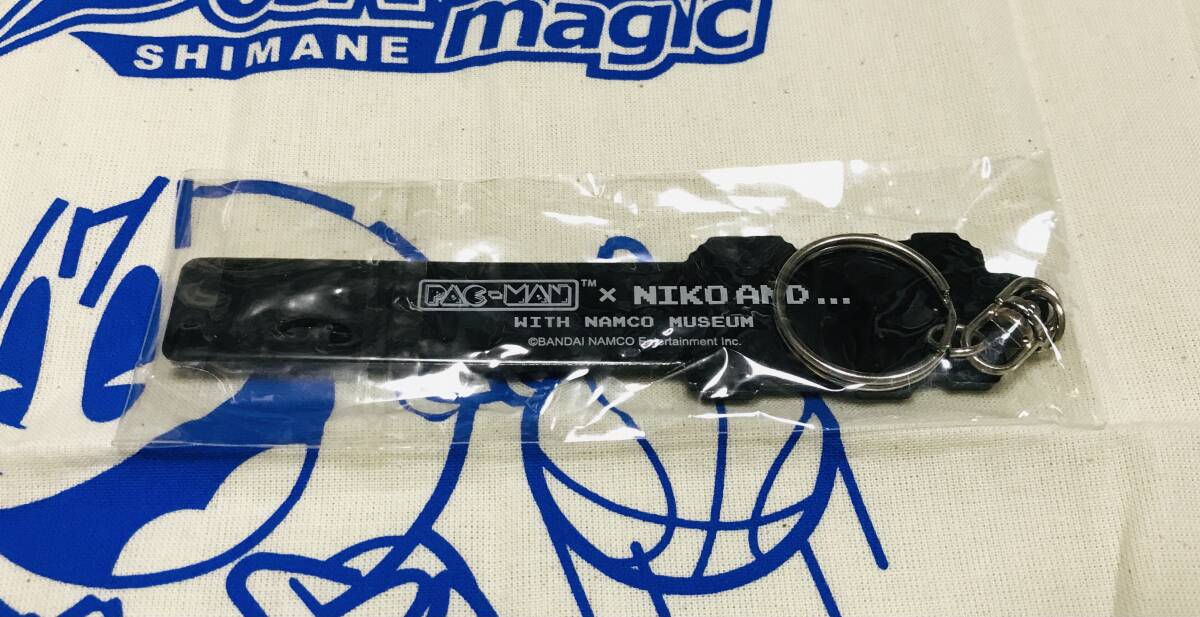 magic
SHIMANE
PAC-MAN™ × NIKO AND...
WITH NAMCO MUSEUM
©BANDAI NAMCO Entertainment Inc.